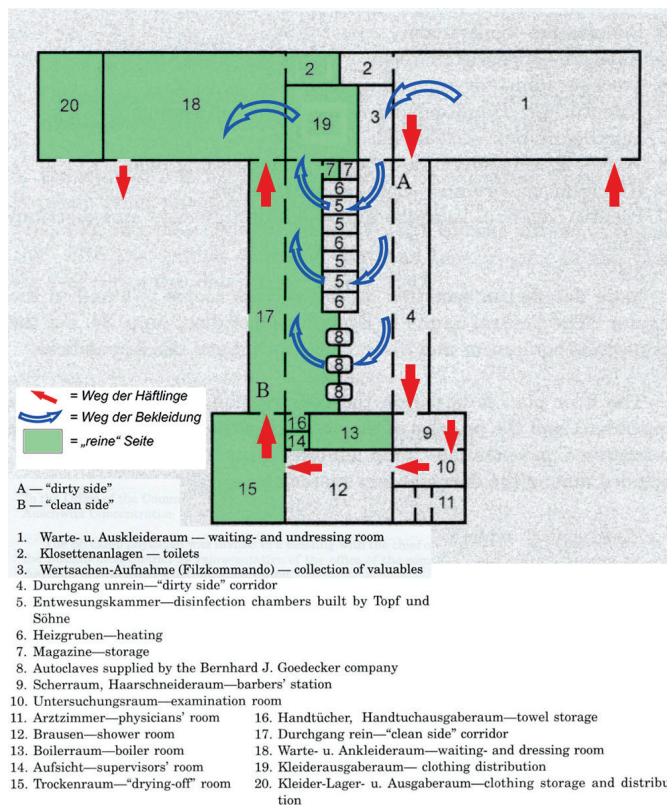 2 2
20 18 19 3 1
7 7 A
6
5
5
6
5
5
6
17 4
8
8
8
B
16
14 13 9
10
15 12 11
= Weg der Häftlinge
= Weg der Bekleidung
= „reine“ Seite
A — “dirty side”
B — “clean side”
1. Warte- u. Auskleideraum — waiting- and undressing room
2. Klosettenanlagen — toilets
3. Wertsachen-Aufnahme (Filzkommando) — collection of valuables
4. Durchgang unrein—“dirty side” corridor
5. Entwesungskammer—disinfection chambers built by Topf und
Söhne
6. Heizgruben—heating
7. Magazine—storage
8. Autoclaves supplied by the Bernhard J. Goedecker company
9. Scherraum, Haarschneideraum—barbers’ station
10. Untersuchungsraum—examination room
11. Arztzimmer—physicians’ room
12. Brausen—shower room
13. Boilerraum—boiler room
14. Aufsicht—supervisors’ room
15. Trockenraum—“drying-off” room
16. Handtücher, Handtuchausgaberaum—towel storage
17. Durchgang rein—“clean side” corridor
18. Warte- u. Ankleideraum—waiting- and dressing room
19. Kleiderausgaberaum— clothing distribution
20. Kleider-Lager- u. Ausgaberaum—clothing storage and distribu
tion